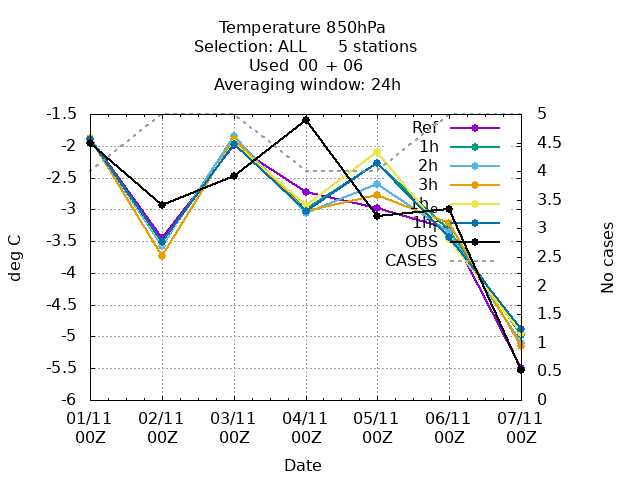 Temperature 850hPa
Selection: ALL 5 stations
Used 00 + 06
Averaging window: 24h
-1.5
-2
-2.5
-3
-3.5
-4
-4.5
-5
-5.5
-6
deg C
5
4.5
4
3.5
3
2.5
2
1.5
1
0.5
0
No cases
Ref
1h
2h
3h
OBS
CASES
01/11 02/11 03/11 04/11 05/11 06/11 07/11
00Z 00Z 00Z 00Z 00Z 00Z 00Z
Date